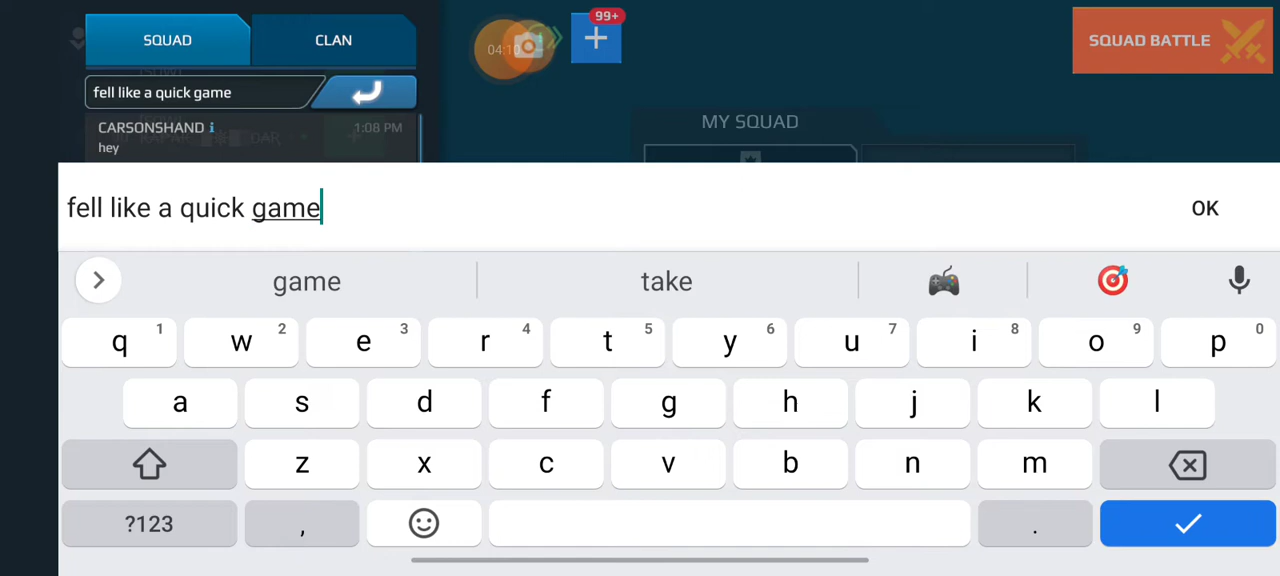 SQUAD
CLAN
99+
04:10
SQUAD BATTLE
fell like a quick game
CARSONSHAND
1:08 PM
hey
MY SQUAD
fell like a quick game
OK
game
take
q 1 w 2 e 3 r 4 t 5 y 6 u 7 i 8 o 9 p 0
a s d f g h j k l
z x c v b n m
?123 , .